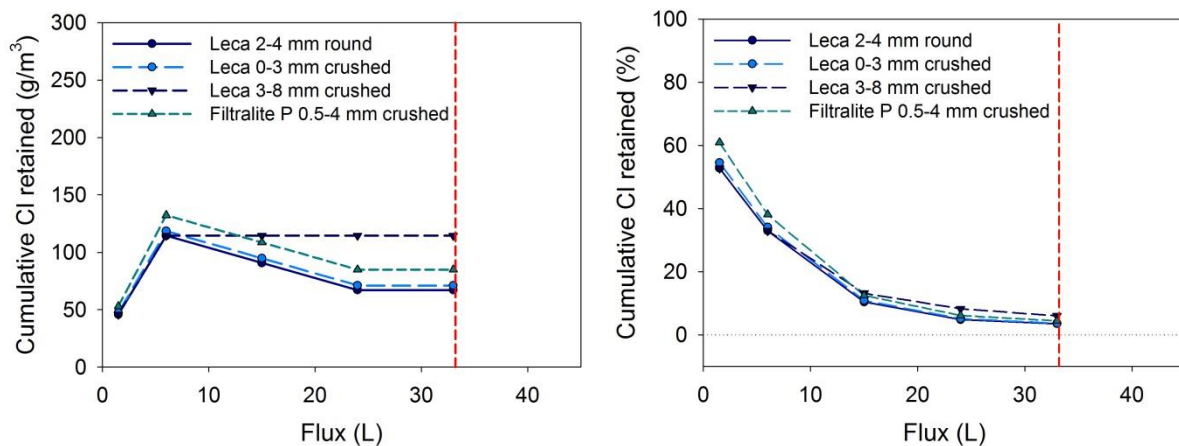 Cumulative Cl retained (g/m³)
300
250
200
150
100
50
0
Leca 2-4 mm round
Leca 0-3 mm crushed
Leca 3-8 mm crushed
Filtralite P 0.5-4 mm crushed
0 10 20 30 40
Flux (L)
Cumulative Cl retained (%)
100
80
60
40
20
0
Leca 2-4 mm round
Leca 0-3 mm crushed
Leca 3-8 mm crushed
Filtralite P 0.5-4 mm crushed
0 10 20 30 40
Flux (L)